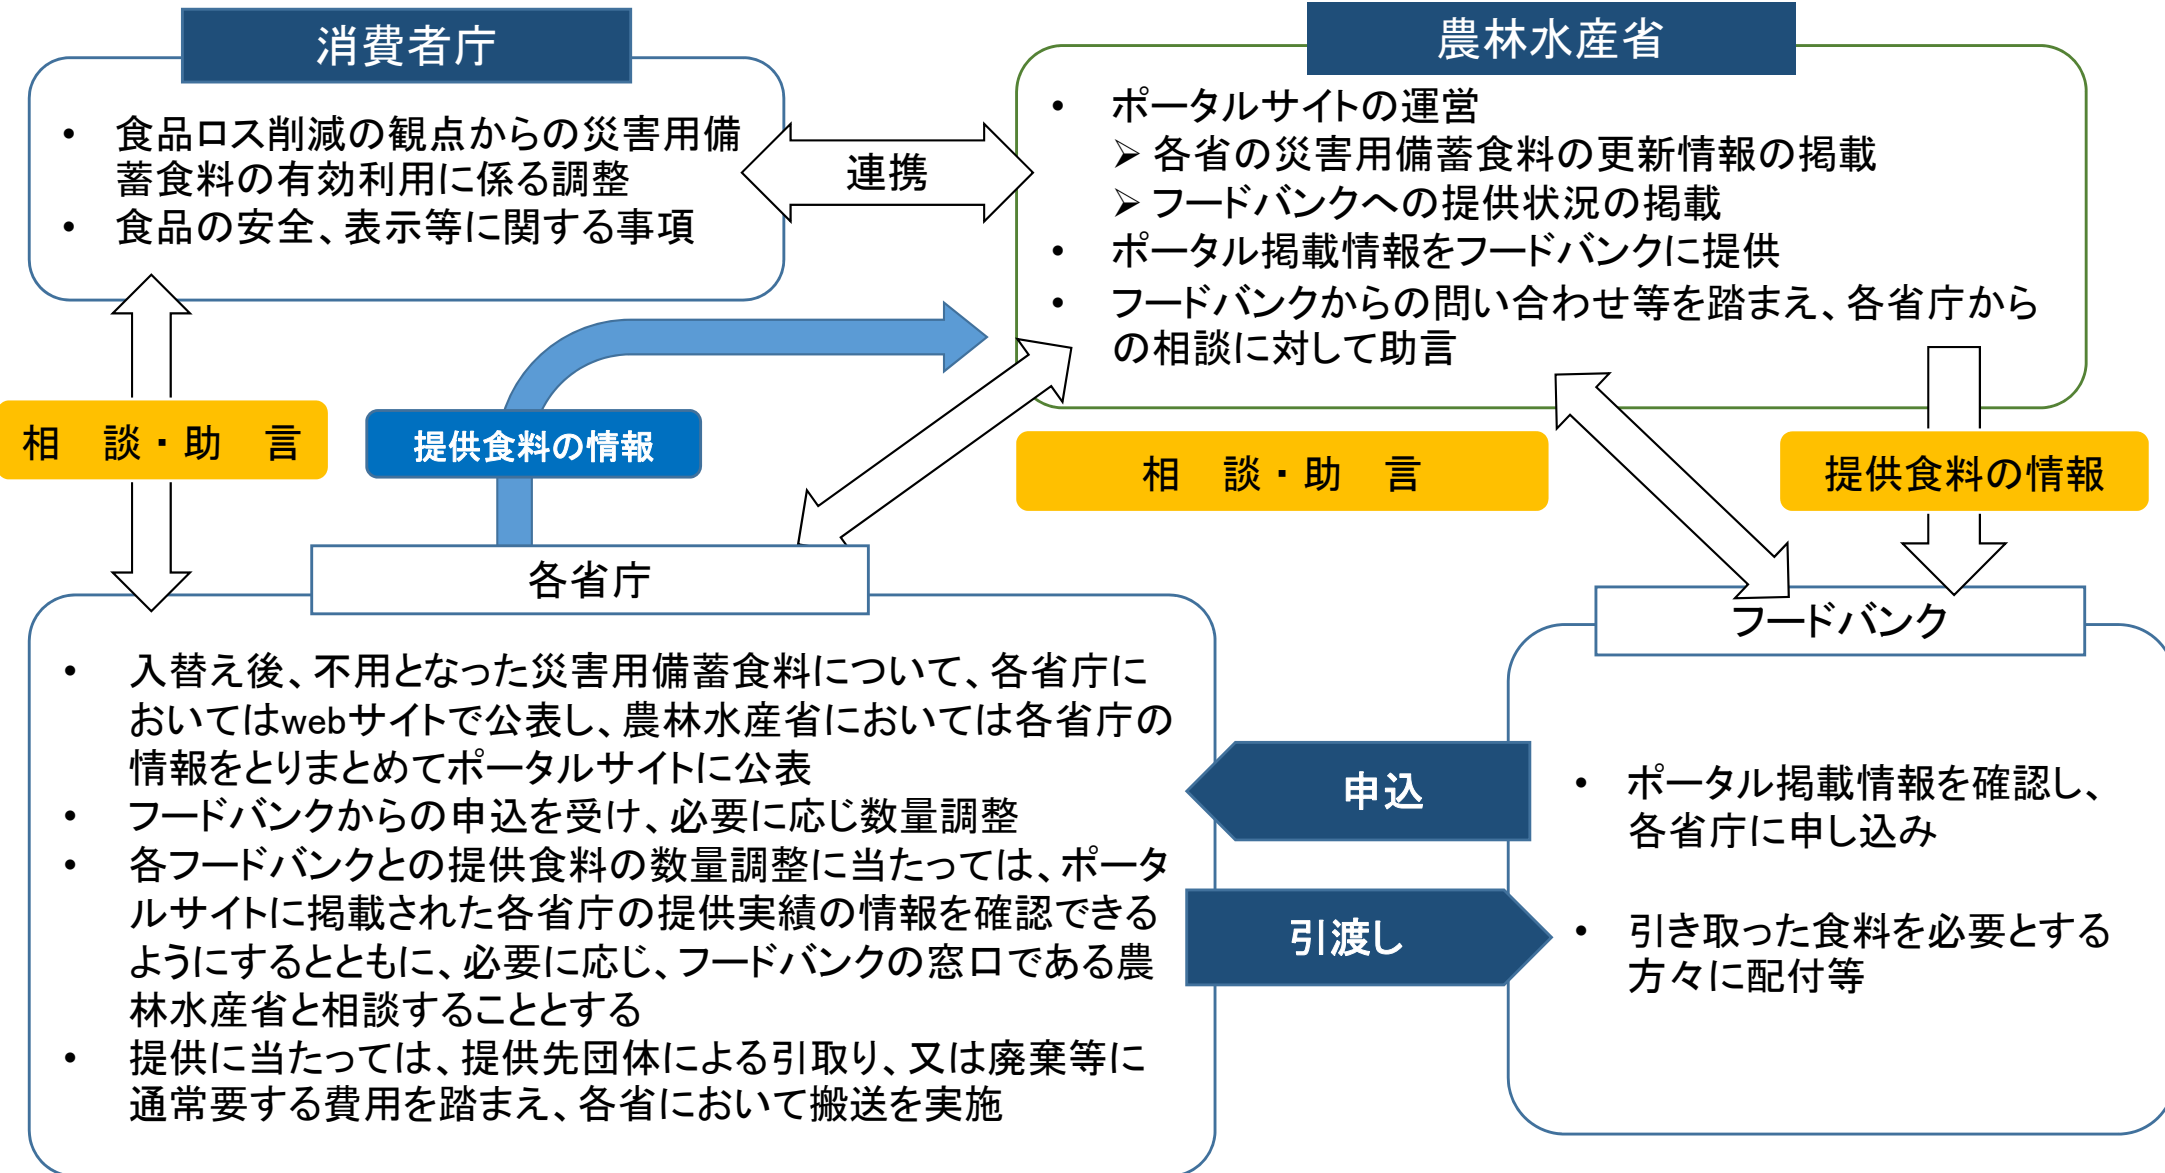 消費者庁
• 食品ロス削減の観点からの災害用備
蓄食料の有効利用に係る調整
• 食品の安全、表示等に関する事項
連携
農林水産省
• ポータルサイトの運営
➢ 各省の災害用備蓄食料の更新情報の掲載
➢ フードバンクへの提供状況の掲載
• ポータル掲載情報をフードバンクに提供
• フードバンクからの問い合わせ等を踏まえ、各省庁から
の相談に対して助言
相　談・助　言
提供食料の情報
相　談・助　言
提供食料の情報
各省庁
• 入替え後、不用となった災害用備蓄食料について、各省庁に
おいてはwebサイトで公表し、農林水産省においては各省庁の
情報をとりまとめてポータルサイトに公表
• フードバンクからの申込を受け、必要に応じ数量調整
• 各フードバンクとの提供食料の数量調整に当たっては、ポータ
ルサイトに掲載された各省庁の提供実績の情報を確認できる
ようにするとともに、必要に応じ、フードバンクの窓口である農
林水産省と相談することとする
• 提供に当たっては、提供先団体による引取り、又は廃棄等に
通常要する費用を踏まえ、各省において搬送を実施
申込
引渡し
フードバンク
• ポータル掲載情報を確認し、
各省庁に申し込み
• 引き取った食料を必要とする
方々に配付等